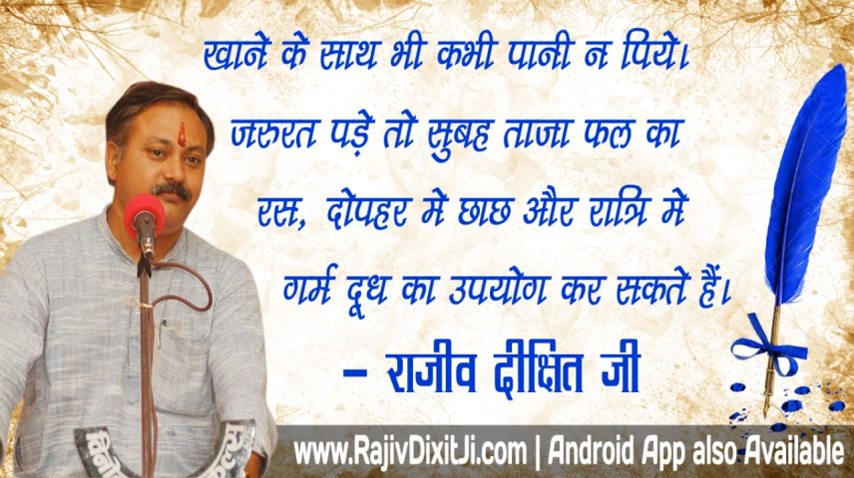 खाने के साथ भी कभी पानी न पिये।
जरुरत पड़े तो सुबह ताजा फल का
रस, दोपहर मे छाछ और रात्रि मे
गर्म दूध का उपयोग कर सकते हैं।
– राजीव दीक्षित जी
www.RajivDixitJi.com | Android App also Available